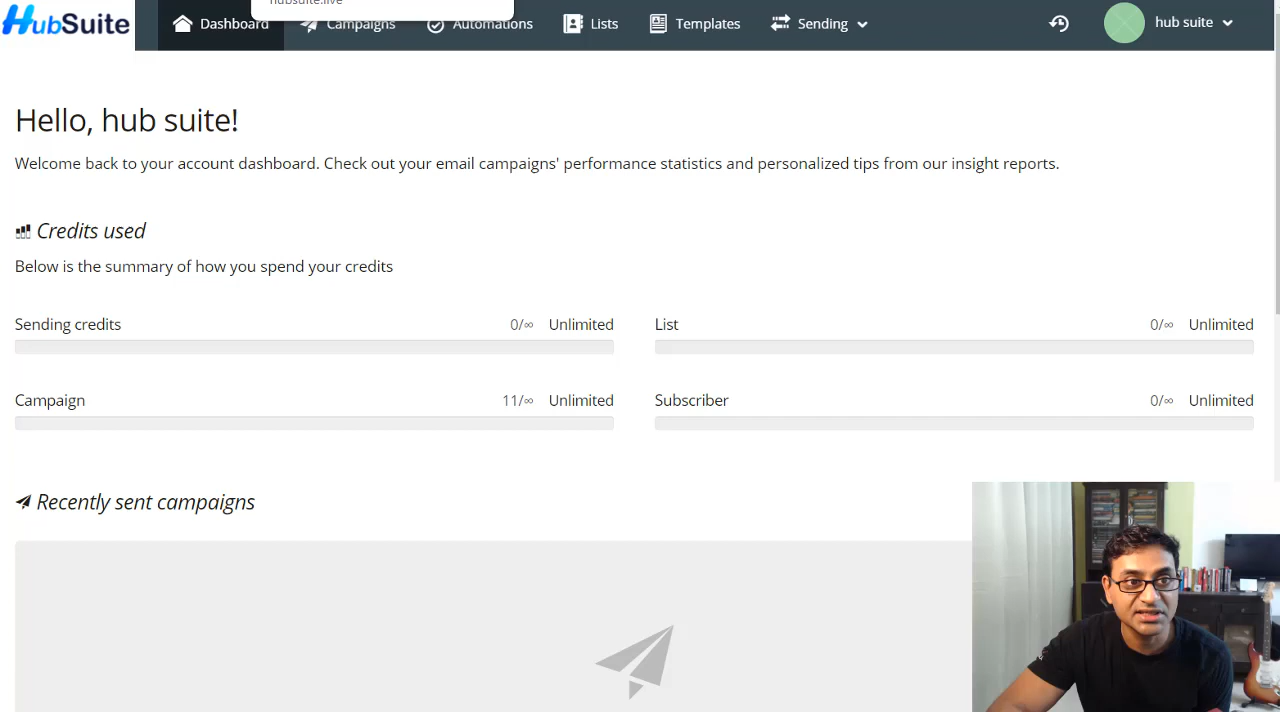 hubsuite.live
HubSuite
Dashboard
Campaigns
Automations
Lists
Templates
Sending
hub suite
Hello, hub suite!
Welcome back to your account dashboard. Check out your email campaigns' performance statistics and personalized tips from our insight reports.
Credits used
Below is the summary of how you spend your credits
Sending credits 0/∞ Unlimited
List 0/∞ Unlimited
Campaign 11/∞ Unlimited
Subscriber 0/∞ Unlimited
Recently sent campaigns